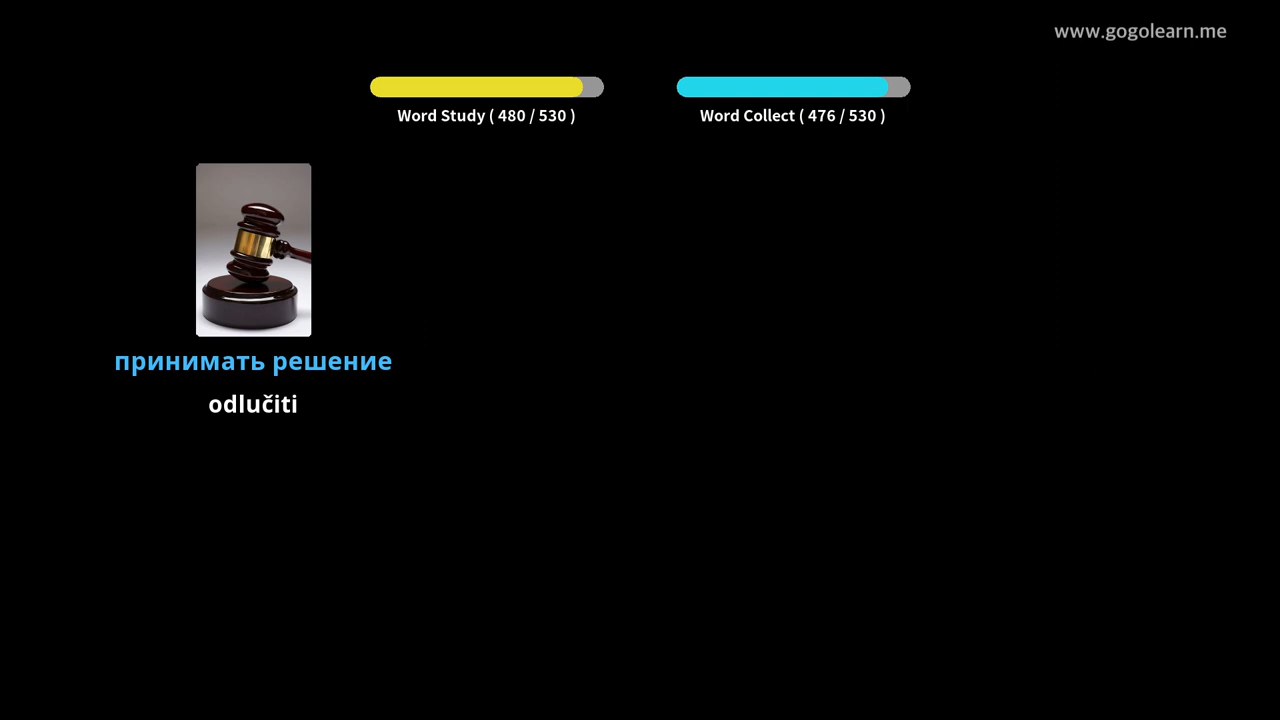 www.gogolearn.me
Word Study ( 480 / 530 )
Word Collect ( 476 / 530 )
принимать решение
odlučiti